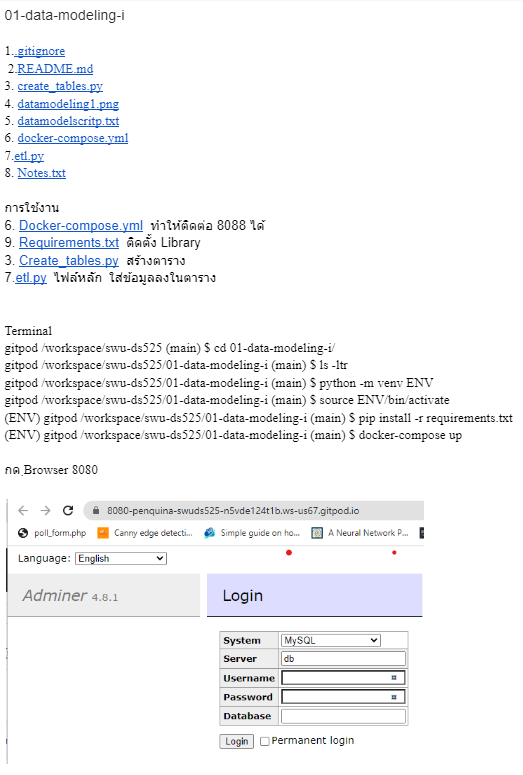 01-data-modeling-i
1..gitignore
2.README.md
3. create_tables.py
4. datamodeling1.png
5. datamodelscritp.txt
6. docker-compose.yml
7.etl.py
8. Notes.txt
การใช้งาน
6. Docker-compose.yml ทำให้ติดต่อ 8088 ได้
9. Requirements.txt ติดตั้ง Library
3. Create_tables.py สร้างตาราง
7.etl.py ไฟล์หลัก ใส่ข้อมูลลงในตาราง
Terminal
gitpod /workspace/swu-ds525 (main) $ cd 01-data-modeling-i/
gitpod /workspace/swu-ds525/01-data-modeling-i (main) $ ls -ltr
gitpod /workspace/swu-ds525/01-data-modeling-i (main) $ python -m venv ENV
gitpod /workspace/swu-ds525/01-data-modeling-i (main) $ source ENV/bin/activate
(ENV) gitpod /workspace/swu-ds525/01-data-modeling-i (main) $ pip install -r requirements.txt
(ENV) gitpod /workspace/swu-ds525/01-data-modeling-i (main) $ docker-compose up
กด Browser 8080
8080-penquina-swuds525-n5vde124t1b.ws-us67.gitpod.io
poll_form.php Canny edge detecti... Simple guide on ho... A Neural Network P...
Language: English
Adminer 4.8.1 Login
System MySQL
Server db
Username
Password
Database
Login Permanent login